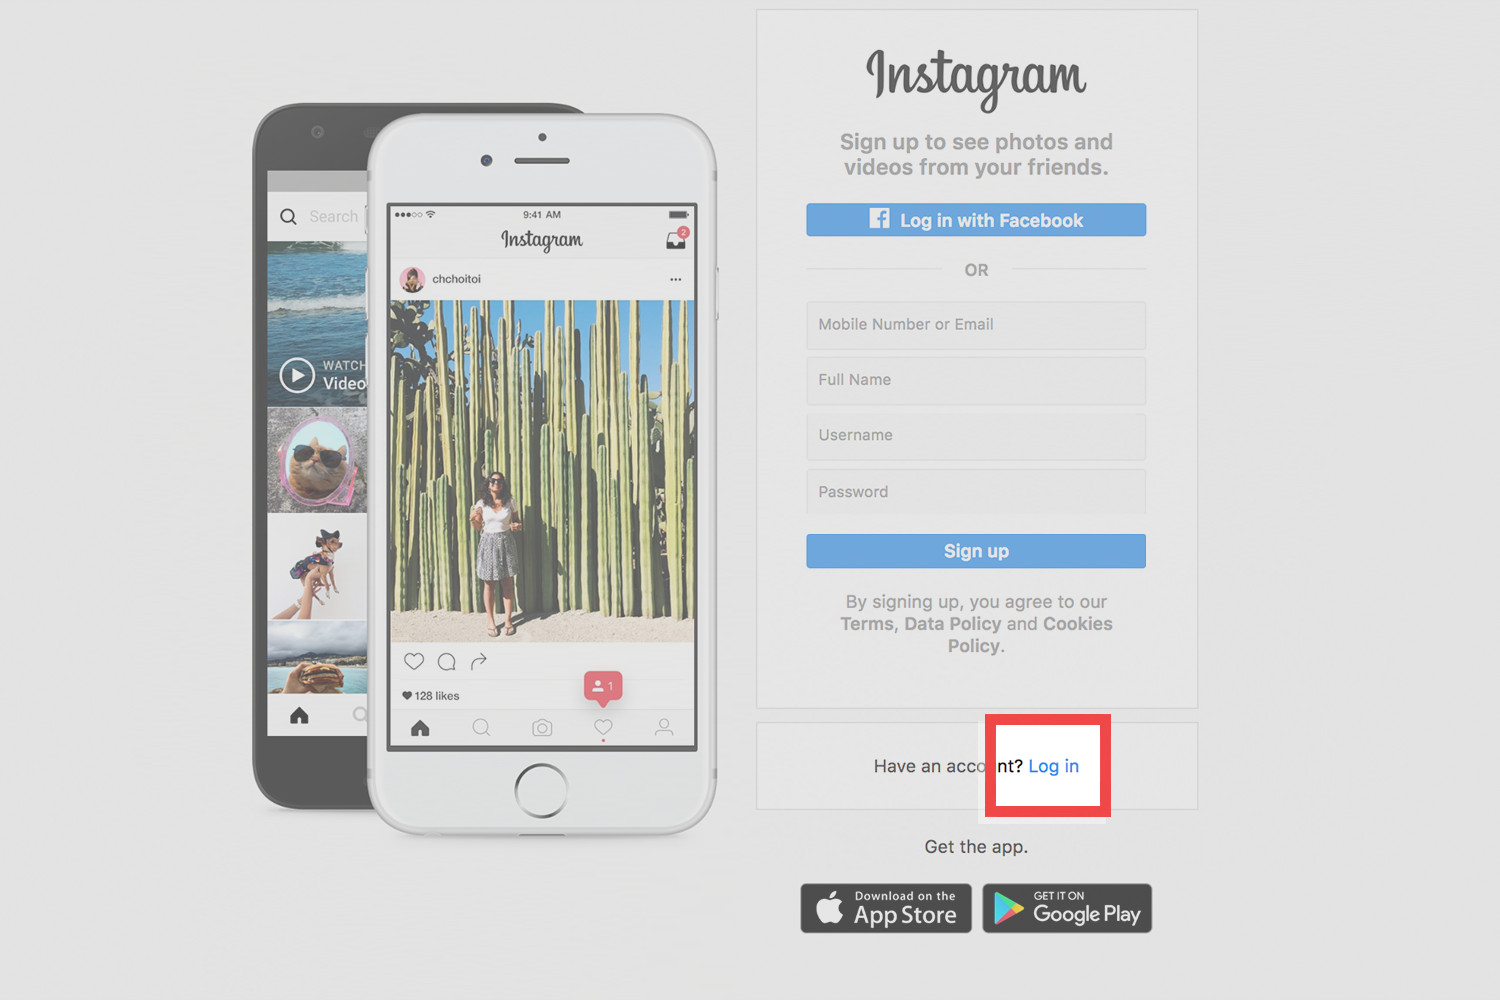 Search
WATCH
Video
9:41 AM
Instagram
2
chchoitoi
128 likes
1
Instagram
Sign up to see photos and
videos from your friends.
Log in with Facebook
OR
Mobile Number or Email
Full Name
Username
Password
Sign up
By signing up, you agree to our
Terms, Data Policy and Cookies
Policy.
Have an account? Log in
Get the app.
Download on the
App Store
GET IT ON
Google Play